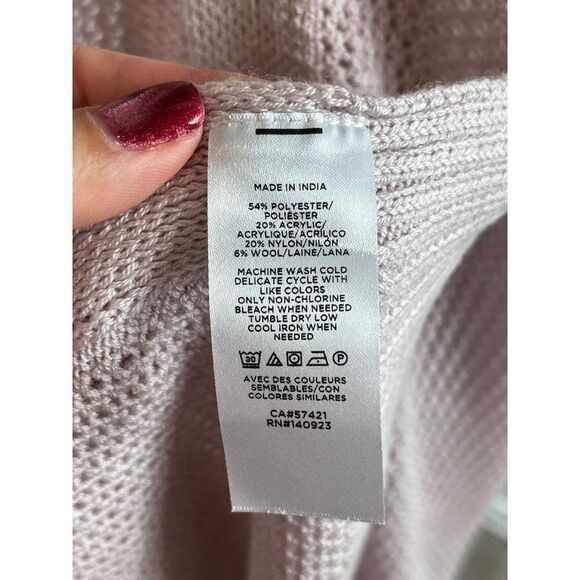 MADE IN INDIA
54% POLYESTER/
POLIÉSTER
20% ACRYLIC/
ACRYLIQUE/ACRÍLICO
20% NYLON/NILÓN
6% WOOL/LAINE/LANA
MACHINE WASH COLD
DELICATE CYCLE WITH
LIKE COLORS
ONLY NON-CHLORINE
BLEACH WHEN NEEDED
TUMBLE DRY LOW
COOL IRON WHEN
NEEDED
30 P
AVEC DES COULEURS
SEMBLABLES/CON
COLORES SIMILARES
CA#57421
RN#140923